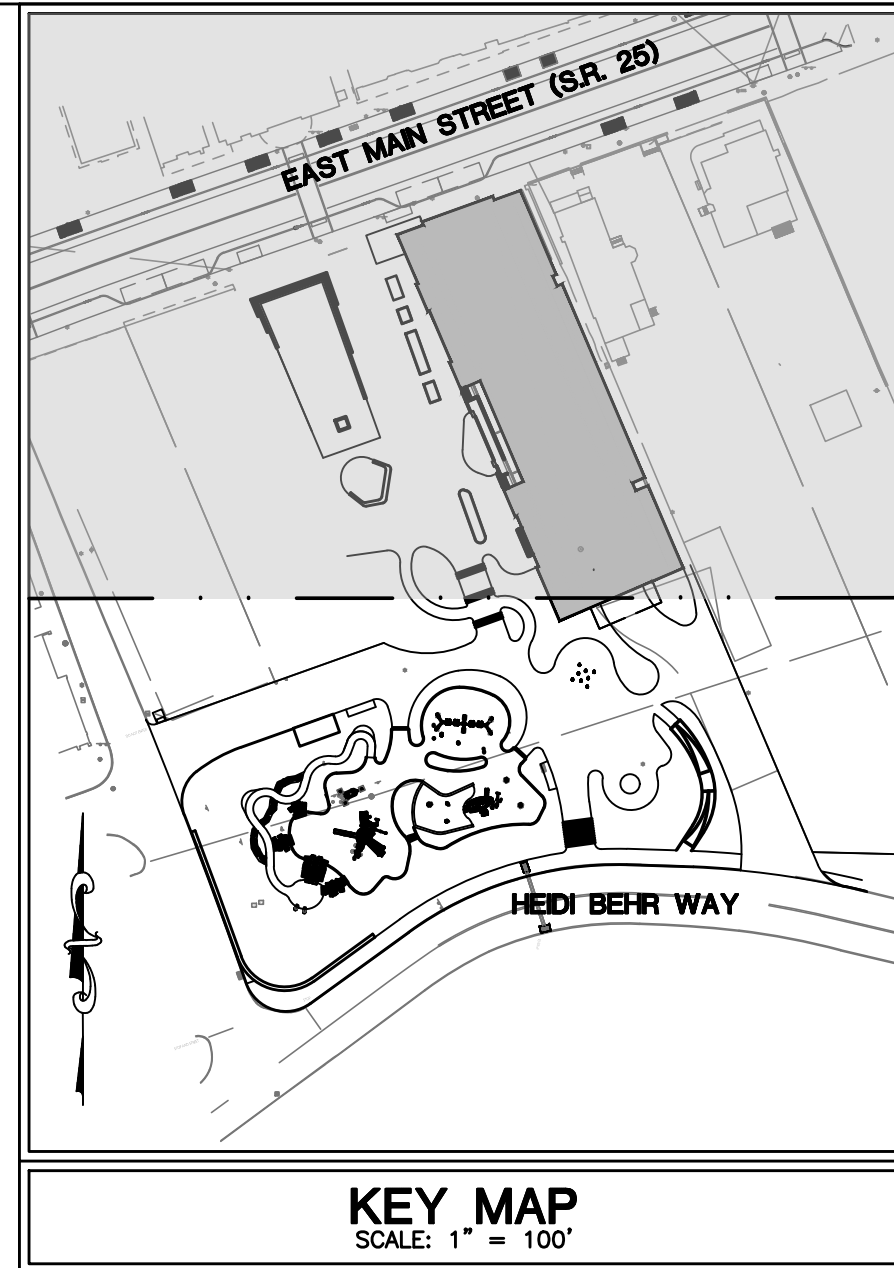 EAST MAIN STREET (S.R. 25)
HEIDI BEHR WAY
KEY MAP
SCALE: 1" = 100'